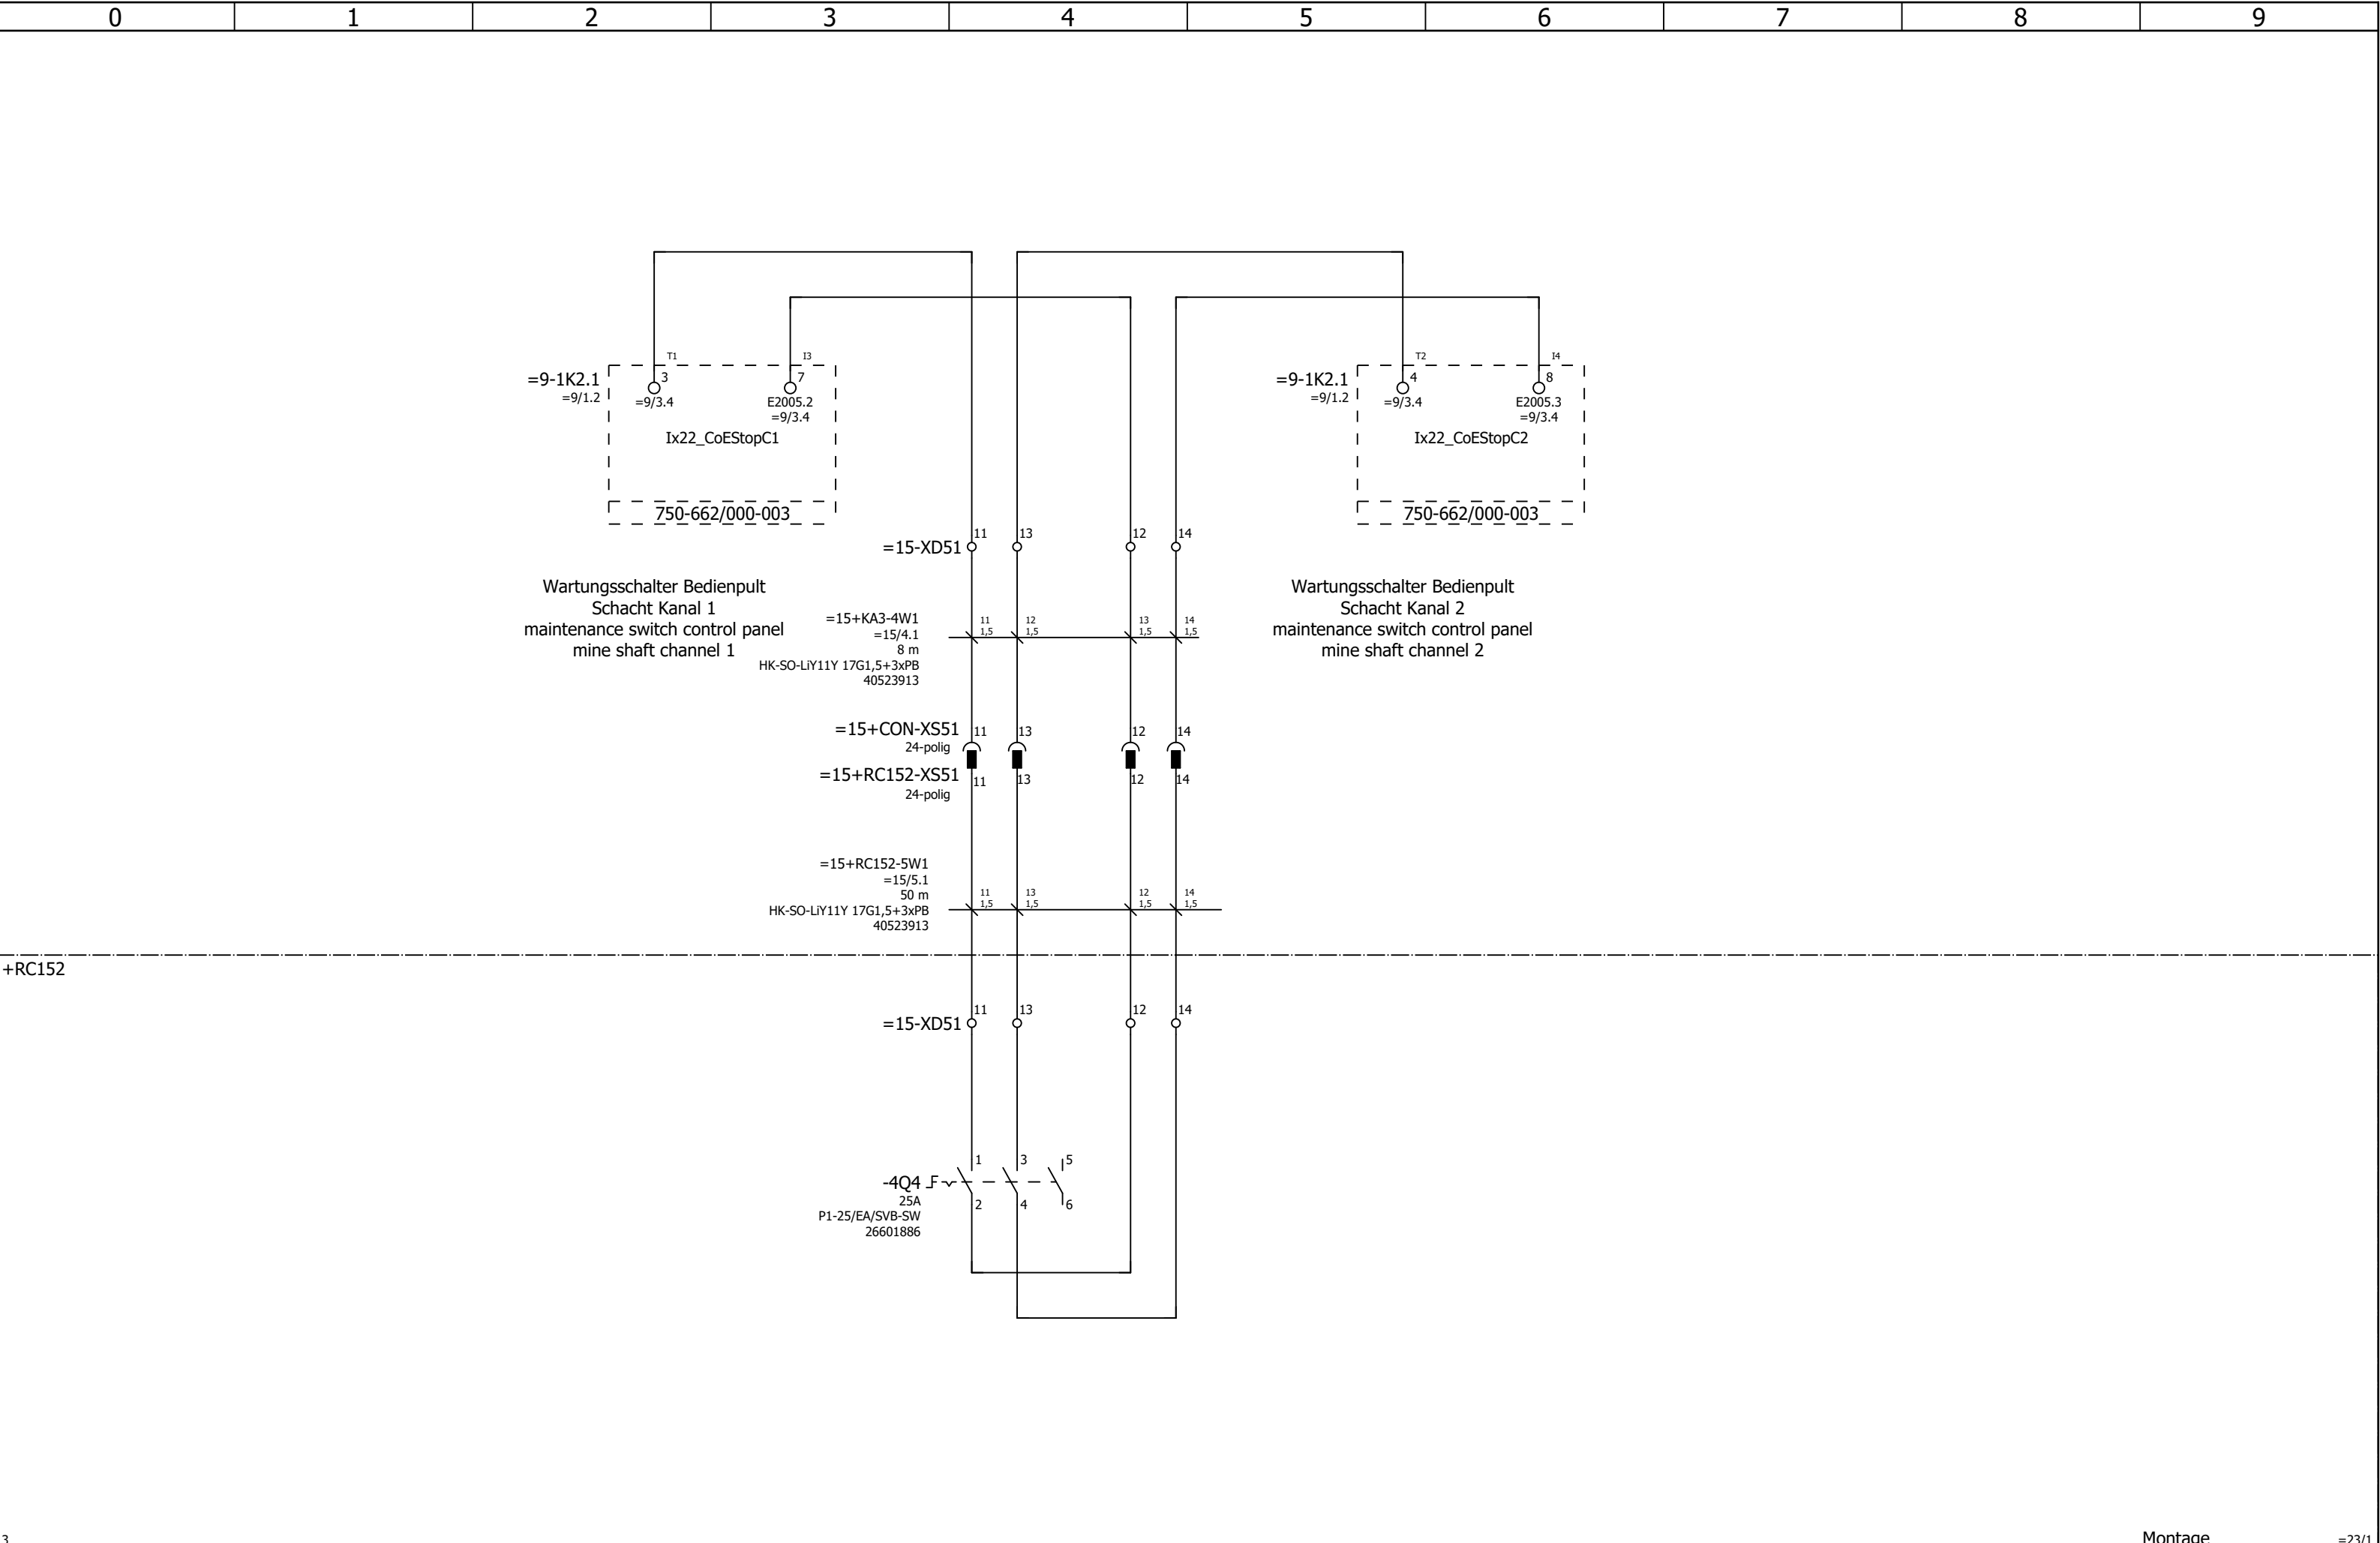 0 1 2 3 4 5 6 7 8 9
T1 I3
=9-1K2.1 3 7
=9/1.2 =9/3.4 E2005.2
=9/3.4
Ix22_CoEStopC1
750-662/000-003
T2 I4
=9-1K2.1 4 8
=9/1.2 =9/3.4 E2005.3
=9/3.4
Ix22_CoEStopC2
750-662/000-003
=15-XD51 11 13 12 14
Wartungsschalter Bedienpult
Schacht Kanal 1
maintenance switch control panel
mine shaft channel 1
Wartungsschalter Bedienpult
Schacht Kanal 2
maintenance switch control panel
mine shaft channel 2
=15+KA3-4W1 11 12 13 14
=15/4.1 1,5 1,5 1,5 1,5
8 m
HK-SO-LiY11Y 17G1,5+3xPB
40523913
=15+CON-XS51 11 13 12 14
24-polig
=15+RC152-XS51 11 13 12 14
24-polig
=15+RC152-5W1
=15/5.1
50 m 11 13 12 14
1,5 1,5 1,5 1,5
HK-SO-LiY11Y 17G1,5+3xPB
40523913
+RC152
=15-XD51 11 13 12 14
1 3 5
-4Q4
25A 2 4 6
P1-25/EA/SVB-SW
26601886
3 Montage =23/1